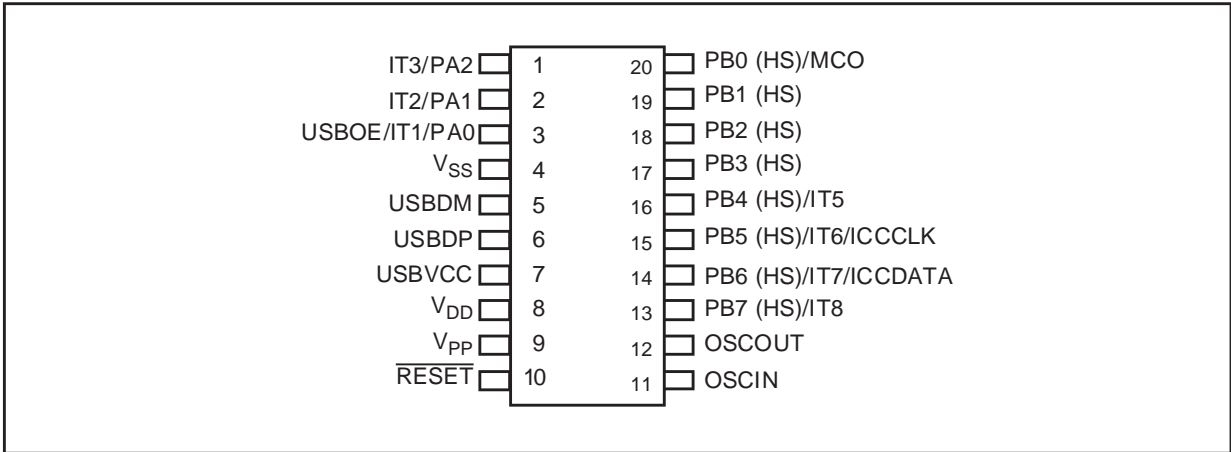 IT3/PA2 1 20 PB0 (HS)/MCO
IT2/PA1 2 19 PB1 (HS)
USBOE/IT1/PA0 3 18 PB2 (HS)
VSS 4 17 PB3 (HS)
USBDM 5 16 PB4 (HS)/IT5
USBDP 6 15 PB5 (HS)/IT6/ICCCLK
USBVCC 7 14 PB6 (HS)/IT7/ICCDATA
VDD 8 13 PB7 (HS)/IT8
VPP 9 12 OSCOUT
RESET 10 11 OSCIN